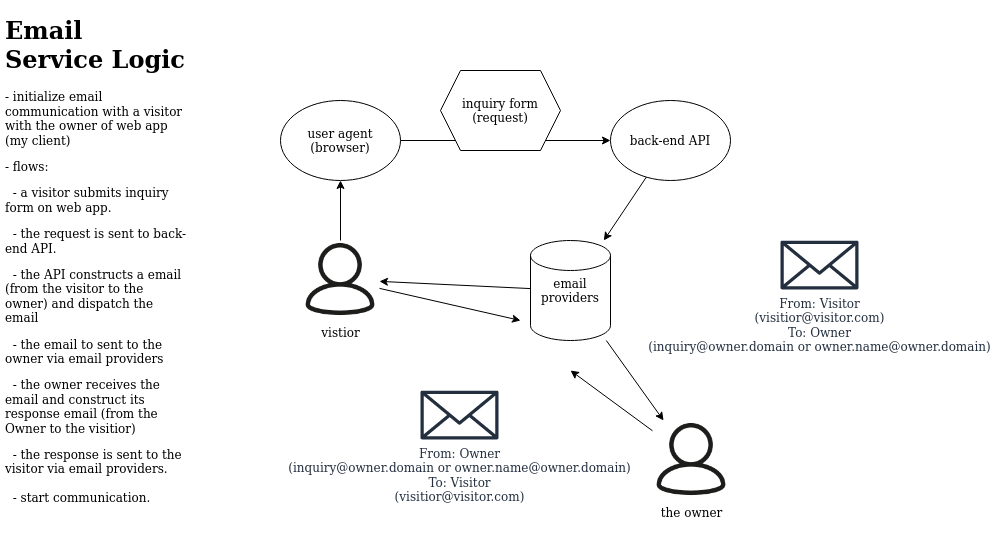 Email
Service Logic
- initialize email
communication with a visitor
with the owner of web app
(my client)
- flows:
- a visitor submits inquiry
form on web app.
- the request is sent to back-
end API.
- the API constructs a email
(from the visitor to the
owner) and dispatch the
email
- the email to sent to the
owner via email providers
- the owner receives the
email and construct its
response email (from the
Owner to the visitior)
- the response is sent to the
visitor via email providers.
- start communication.
user agent
(browser)
inquiry form
(request)
back-end API
vistior
email
providers
From: Visitor
(visitior@visitor.com)
To: Owner
(inquiry@owner.domain or owner.name@owner.domain)
From: Owner
(inquiry@owner.domain or owner.name@owner.domain)
To: Visitor
(visitior@visitor.com)
the owner